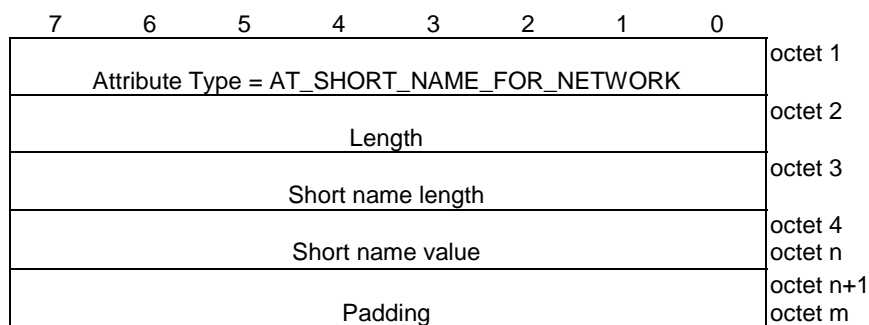 7 6 5 4 3 2 1 0
octet 1
Attribute Type = AT_SHORT_NAME_FOR_NETWORK
octet 2
Length
octet 3
Short name length
octet 4
Short name value octet n
octet n+1
Padding octet m